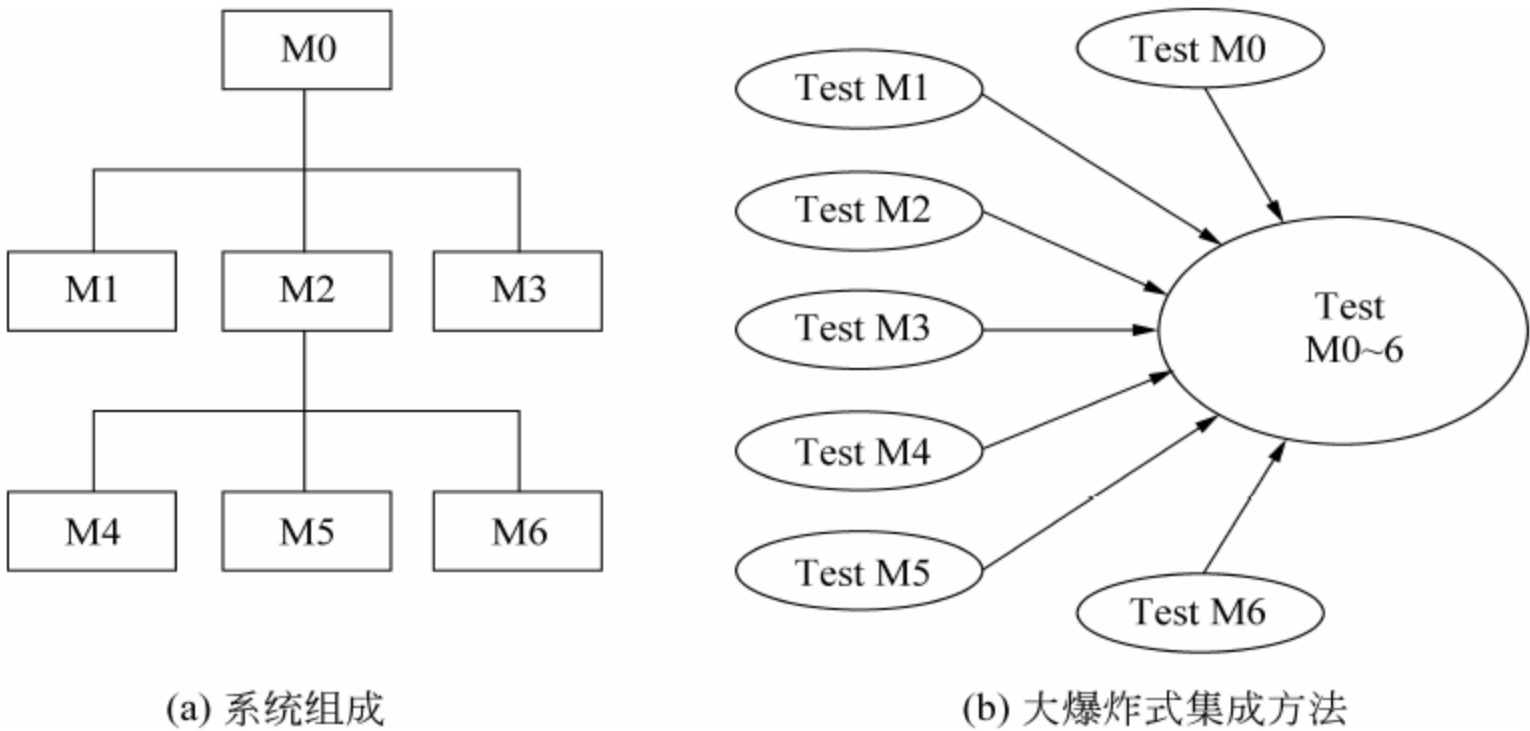 M0
M1
M2
M3
M4
M5
M6
(a) 系统组成
Test M0
Test M1
Test M2
Test M3
Test M4
Test M5
Test M6
Test
M0~6
(b) 大爆炸式集成方法